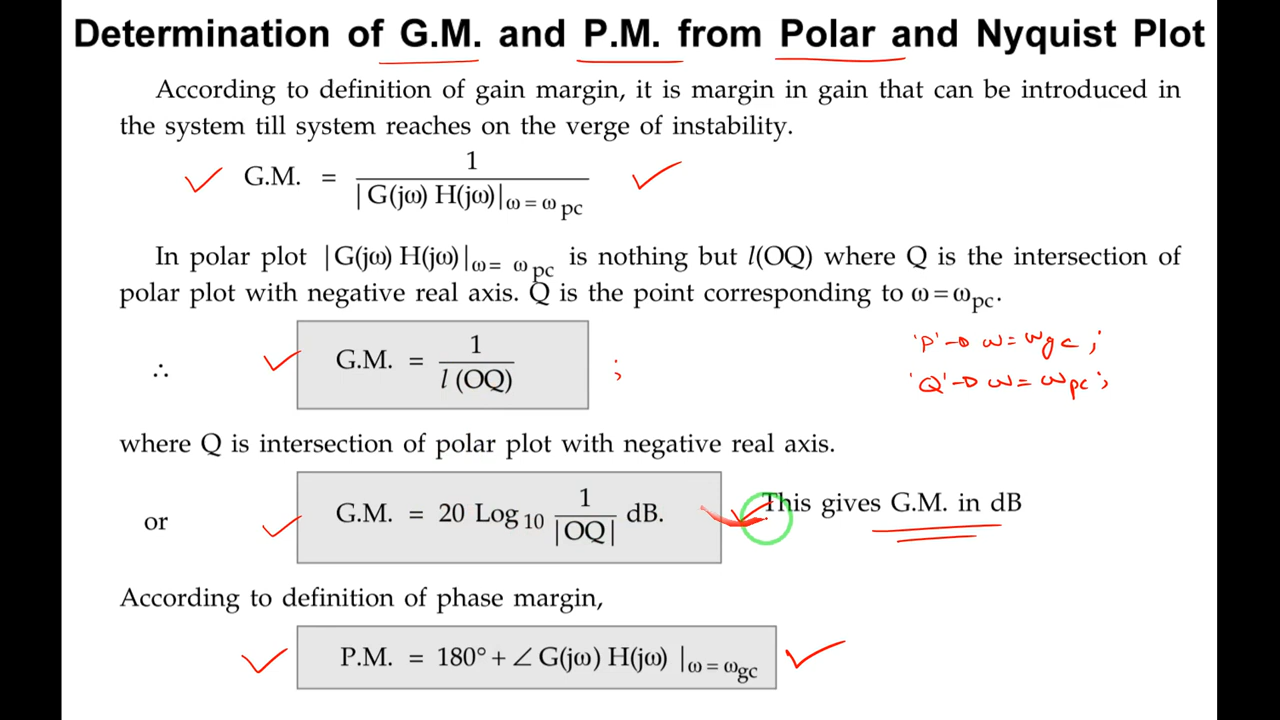 Determination of G.M. and P.M. from Polar and Nyquist Plot
According to definition of gain margin, it is margin in gain that can be introduced in
the system till system reaches on the verge of instability.
G.M. = 1 / |G(jω) H(jω)|ω = ωpc
In polar plot |G(jω) H(jω)|ω= ωpc is nothing but l(OQ) where Q is the intersection of
polar plot with negative real axis. Q is the point corresponding to ω=ωpc.
'P' → ω = ωgc ;
∴ G.M. = 1 / l (OQ) ;
'Q' → ω = ωpc ;
where Q is intersection of polar plot with negative real axis.
or G.M. = 20 Log10 1 / |OQ| dB. This gives G.M. in dB
According to definition of phase margin,
P.M. = 180° + ∠ G(jω) H(jω) |ω = ωgc